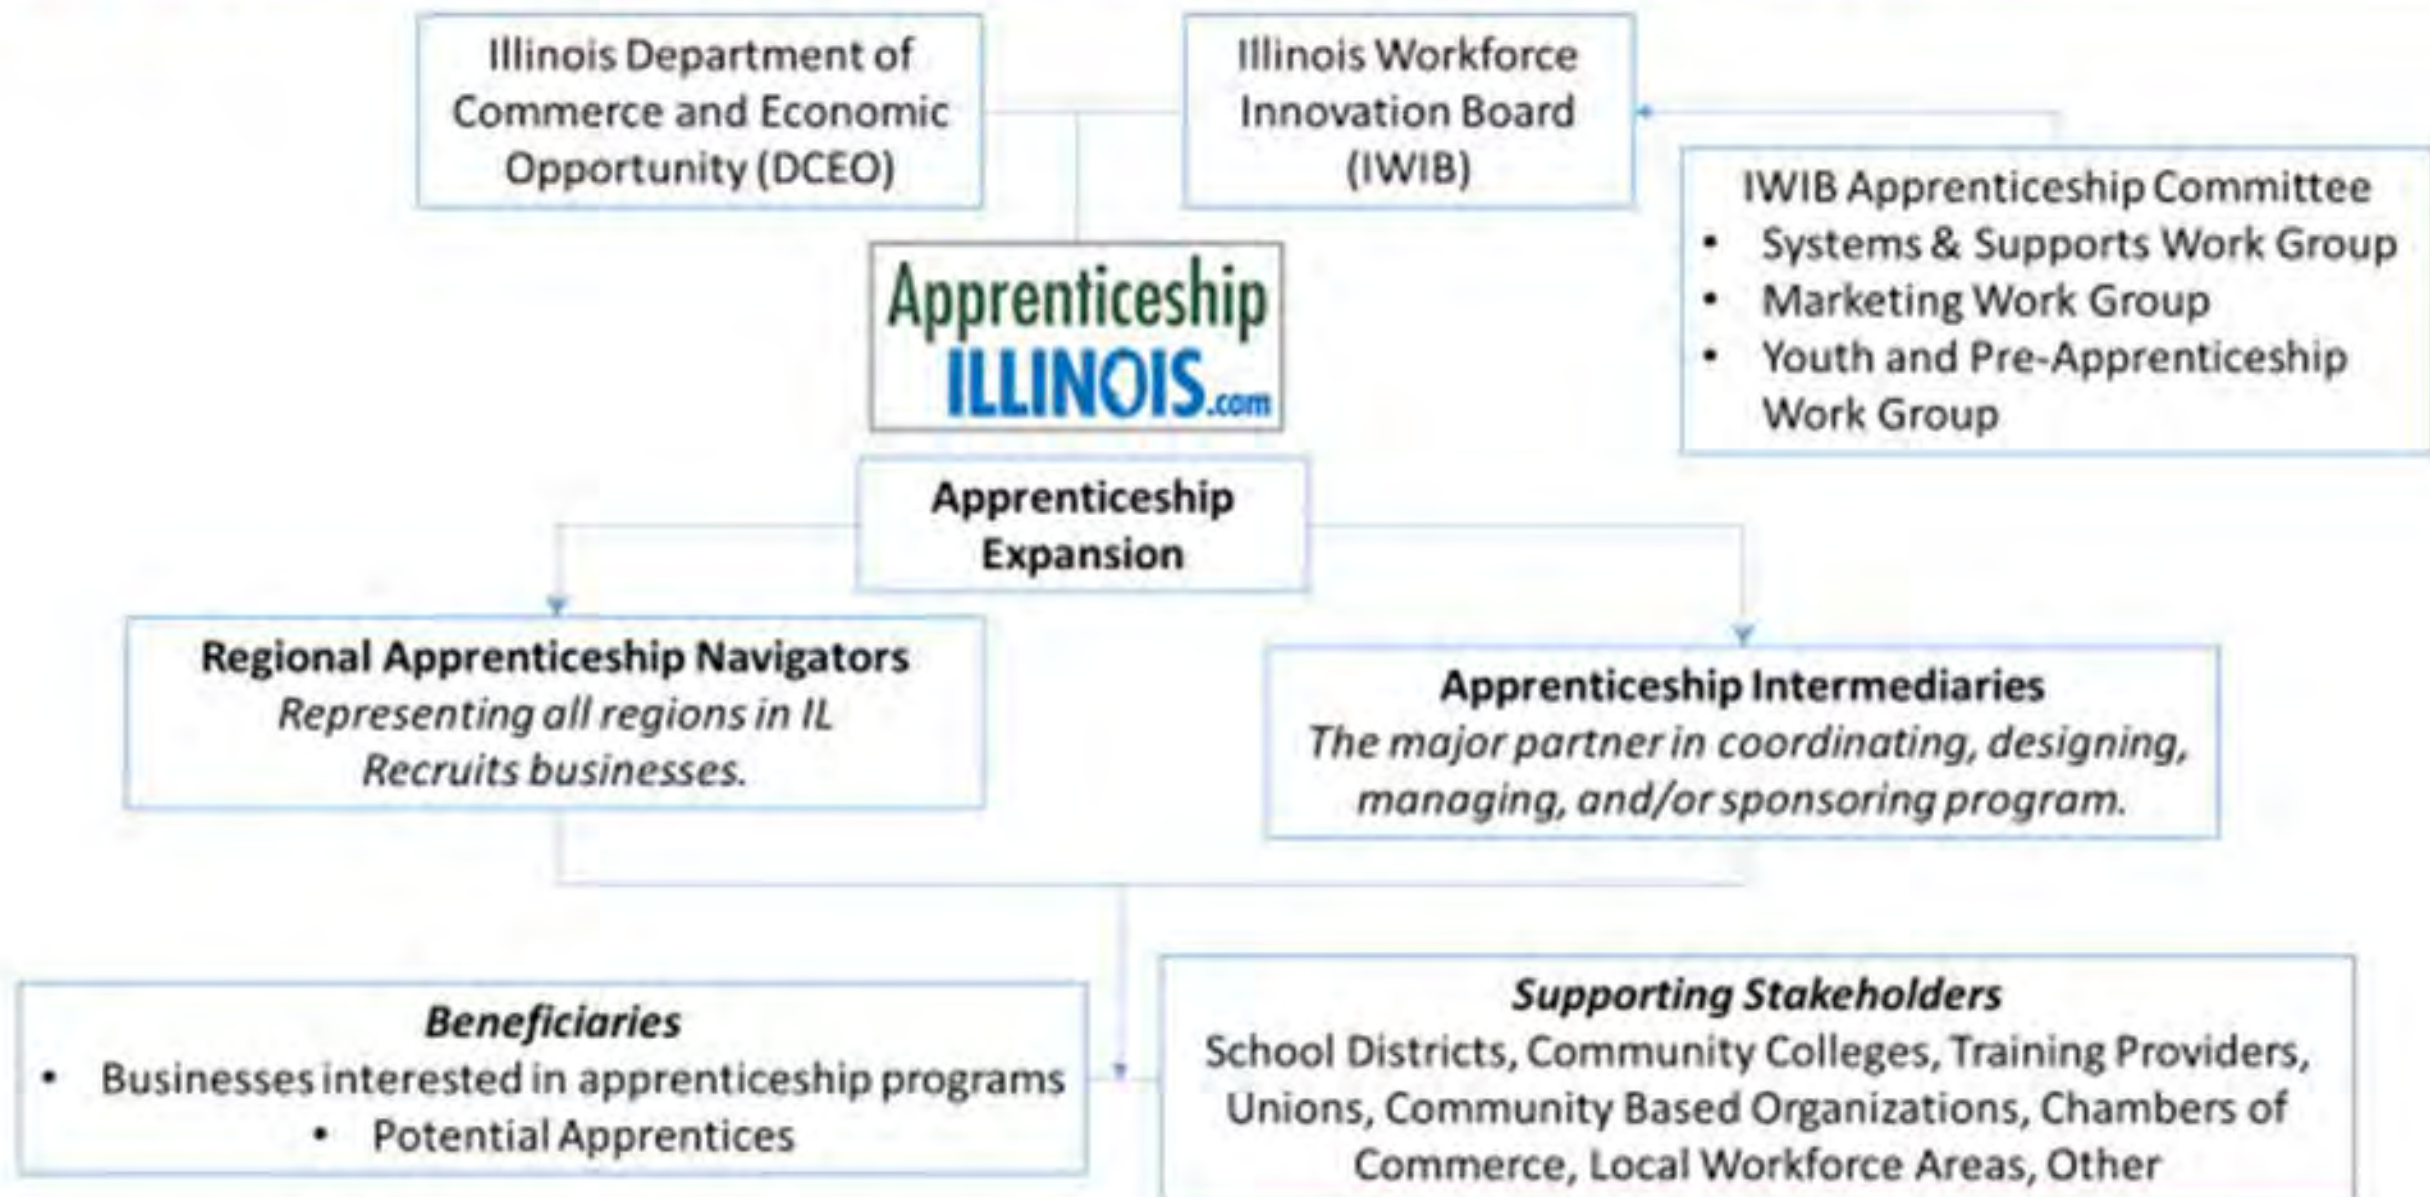 Illinois Department of
Commerce and Economic
Opportunity (DCEO)
Illinois Workforce
Innovation Board
(IWIB)
IWIB Apprenticeship Committee
• Systems & Supports Work Group
• Marketing Work Group
• Youth and Pre-Apprenticeship
Work Group
Apprenticeship
ILLINOIS.com
Apprenticeship
Expansion
Regional Apprenticeship Navigators
Representing all regions in IL
Recruits businesses.
Apprenticeship Intermediaries
The major partner in coordinating, designing,
managing, and/or sponsoring program.
Beneficiaries
• Businesses interested in apprenticeship programs
• Potential Apprentices
Supporting Stakeholders
School Districts, Community Colleges, Training Providers,
Unions, Community Based Organizations, Chambers of
Commerce, Local Workforce Areas, Other